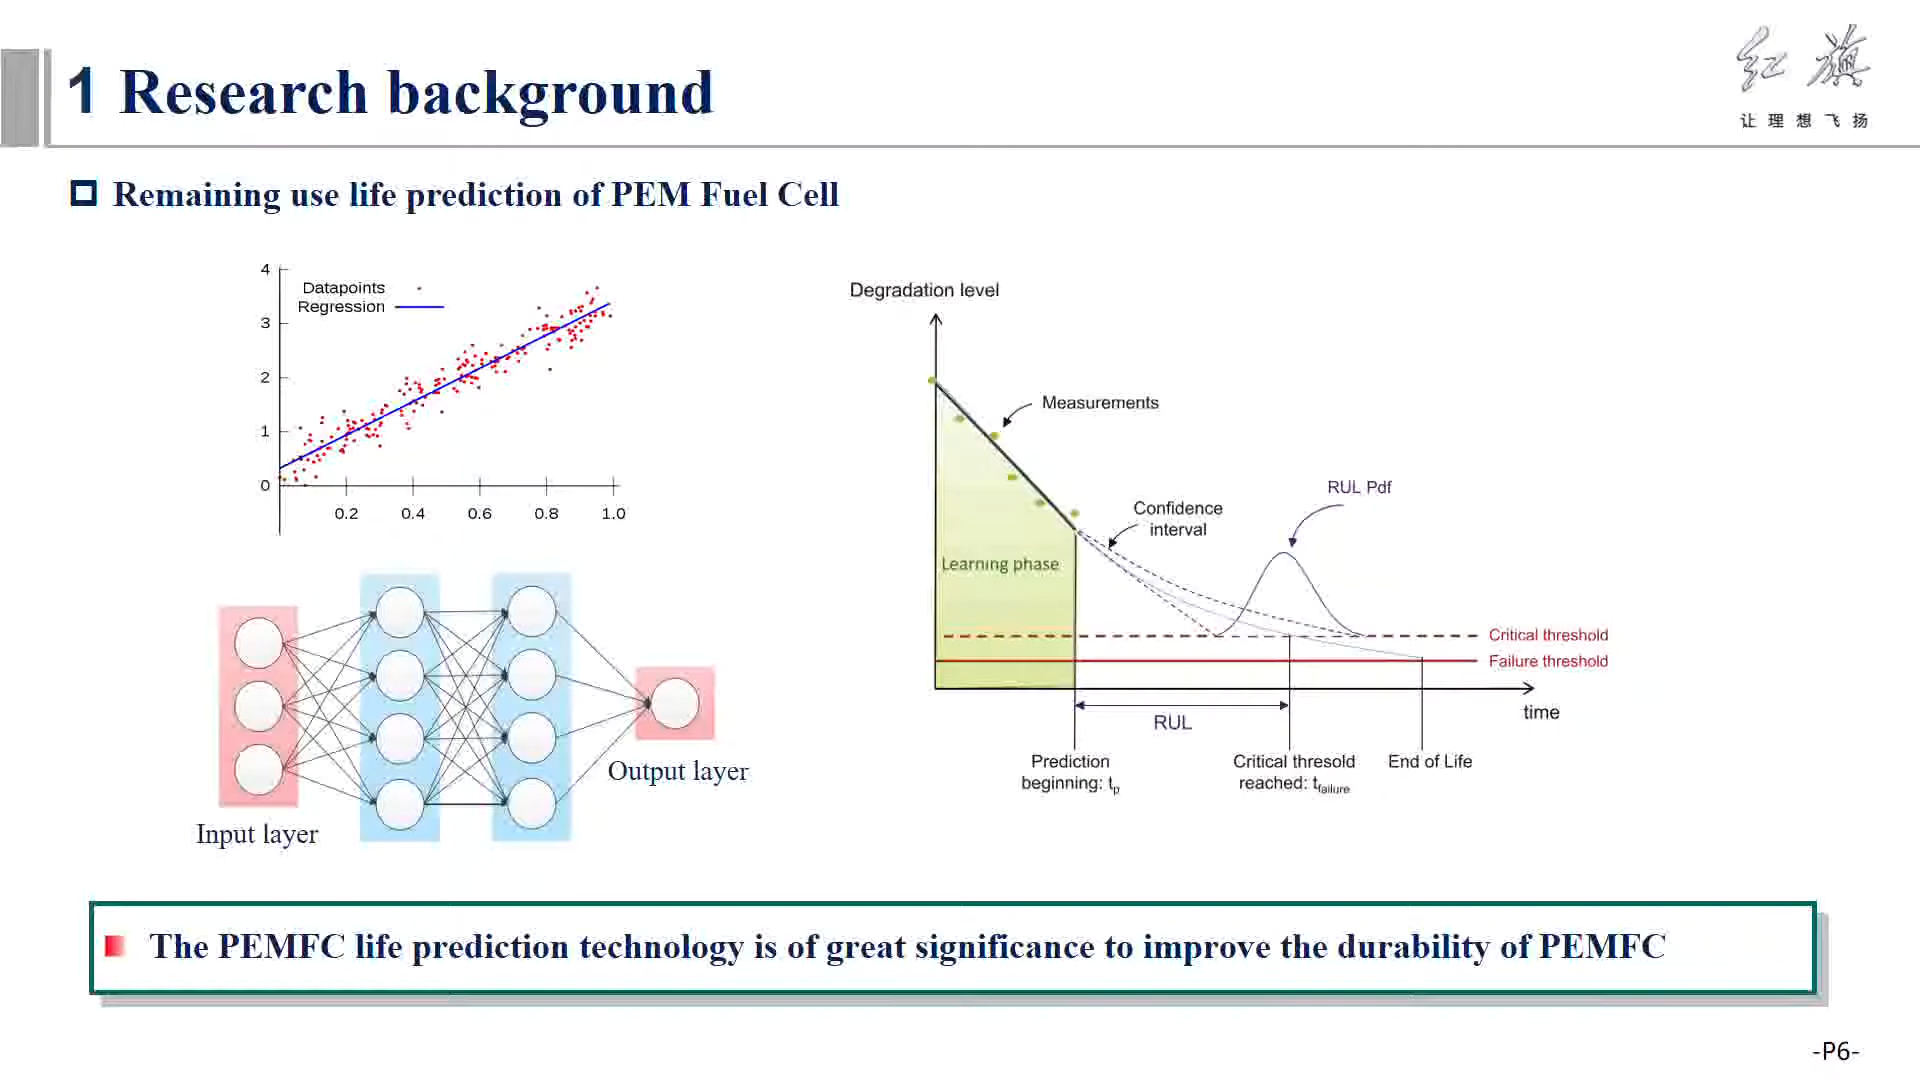 1 Research background
红旗
让理想飞扬
Remaining use life prediction of PEM Fuel Cell
4
3
2
1
0
Datapoints
Regression
0.2 0.4 0.6 0.8 1.0
Input layer
Output layer
Degradation level
Measurements
Confidence
interval
RUL Pdf
Learning phase
Critical threshold
Failure threshold
time
RUL
Prediction
beginning: tp
Critical thresold
reached: tfailure
End of Life
The PEMFC life prediction technology is of great significance to improve the durability of PEMFC
-P6-